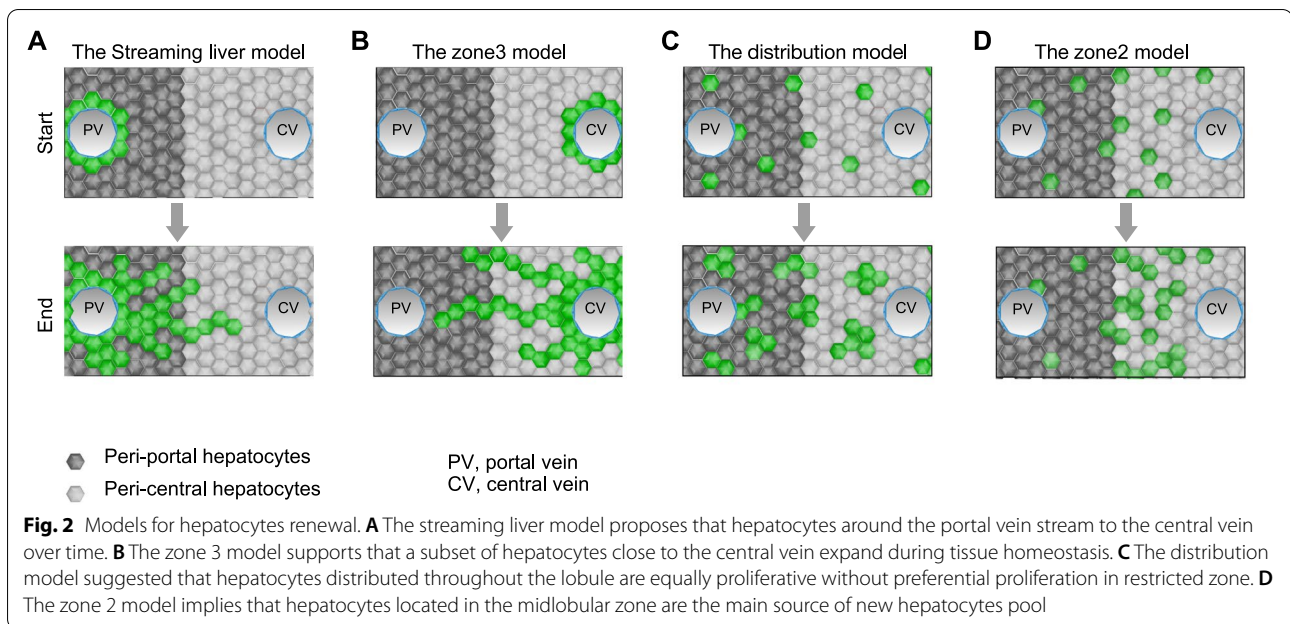 A The Streaming liver model
B The zone3 model
C The distribution model
D The zone2 model
Start
PV CV
PV CV
PV CV
PV CV
End
PV CV
PV CV
PV CV
PV CV
Peri-portal hepatocytes
Peri-central hepatocytes
PV, portal vein
CV, central vein
Fig. 2 Models for hepatocytes renewal. A The streaming liver model proposes that hepatocytes around the portal vein stream to the central vein
over time. B The zone 3 model supports that a subset of hepatocytes close to the central vein expand during tissue homeostasis. C The distribution
model suggested that hepatocytes distributed throughout the lobule are equally proliferative without preferential proliferation in restricted zone. D
The zone 2 model implies that hepatocytes located in the midlobular zone are the main source of new hepatocytes pool